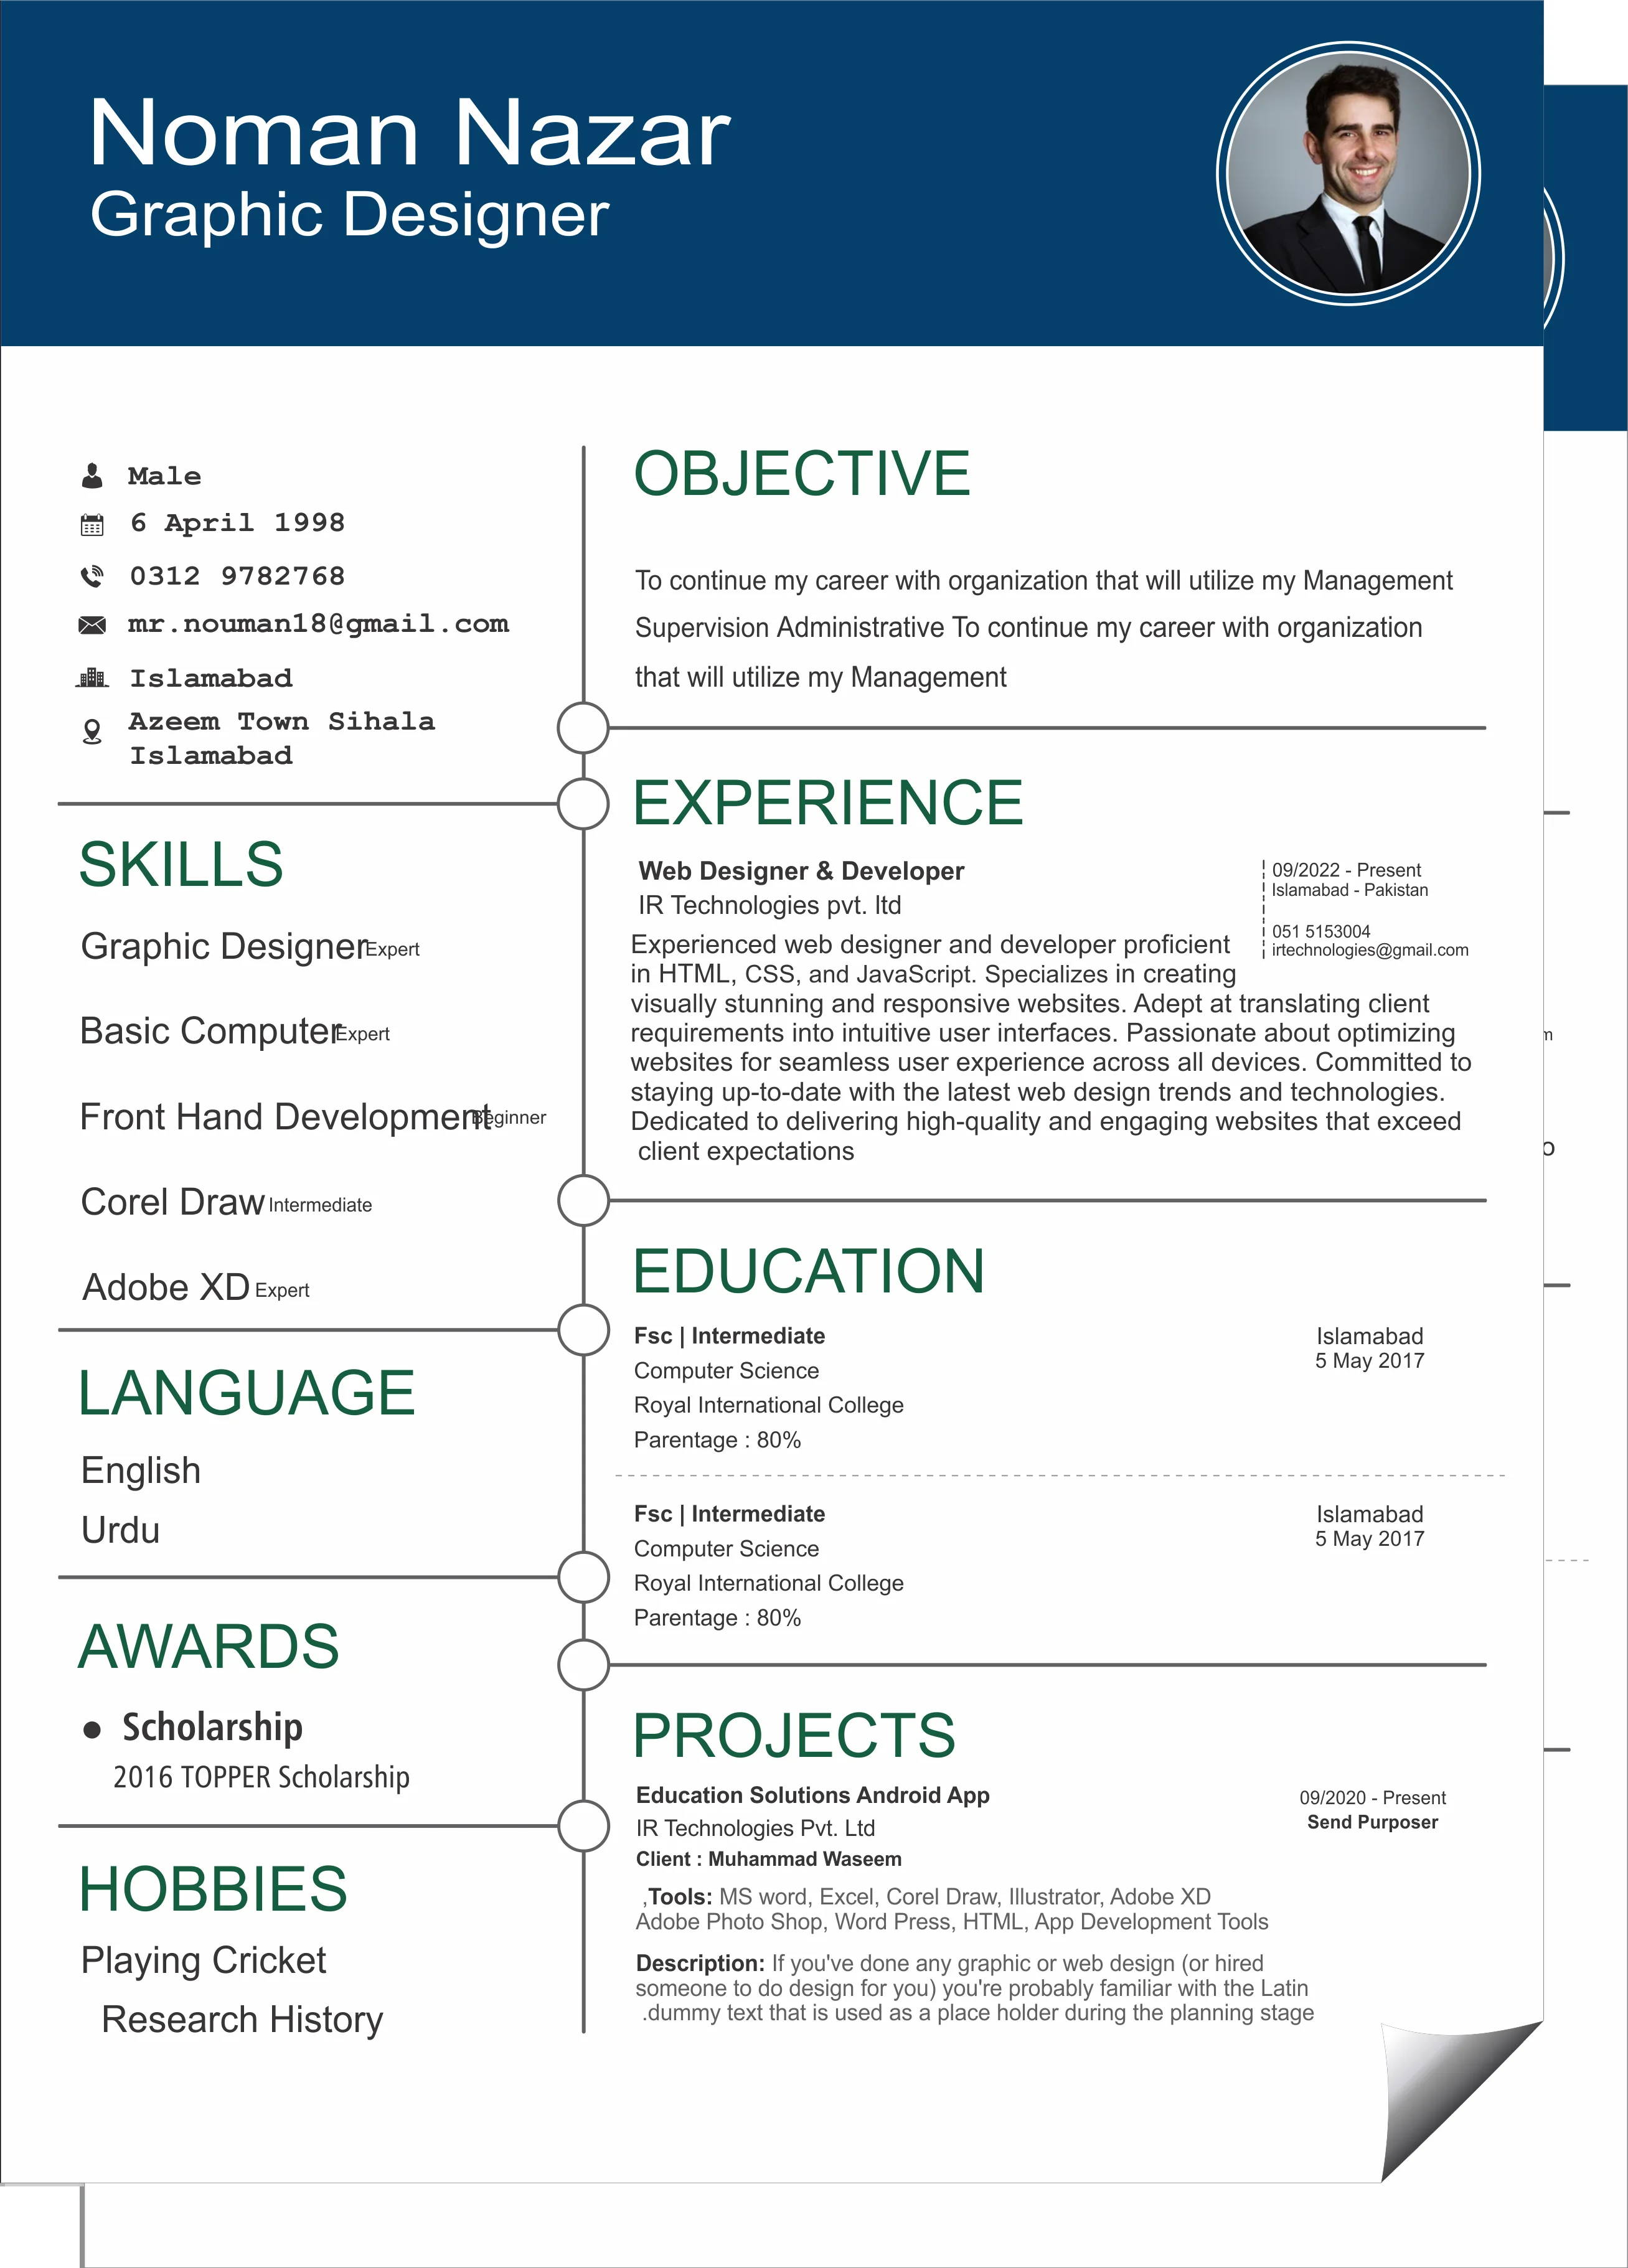 Noman Nazar
Graphic Designer
Male
6 April 1998
0312 9782768
mr.nouman18@gmail.com
Islamabad
Azeem Town Sihala
Islamabad
SKILLS
Graphic Designer Expert
Basic Computer Expert
Front Hand Development Beginner
Corel Draw Intermediate
Adobe XD Expert
LANGUAGE
English
Urdu
AWARDS
● Scholarship
2016 TOPPER Scholarship
HOBBIES
Playing Cricket
Research History
OBJECTIVE
To continue my career with organization that will utilize my Management
Supervision Administrative To continue my career with organization
that will utilize my Management
EXPERIENCE
Web Designer & Developer
IR Technologies pvt. ltd
09/2022 - Present
Islamabad - Pakistan
051 5153004
irtechnologies@gmail.com
Experienced web designer and developer proficient
in HTML, CSS, and JavaScript. Specializes in creating
visually stunning and responsive websites. Adept at translating client
requirements into intuitive user interfaces. Passionate about optimizing
websites for seamless user experience across all devices. Committed to
staying up-to-date with the latest web design trends and technologies.
Dedicated to delivering high-quality and engaging websites that exceed
client expectations
EDUCATION
Fsc | Intermediate
Computer Science
Royal International College
Parentage : 80%
Islamabad
5 May 2017
Fsc | Intermediate
Computer Science
Royal International College
Parentage : 80%
Islamabad
5 May 2017
PROJECTS
Education Solutions Android App
IR Technologies Pvt. Ltd
Client : Muhammad Waseem
09/2020 - Present
Send Purposer
,Tools: MS word, Excel, Corel Draw, Illustrator, Adobe XD
Adobe Photo Shop, Word Press, HTML, App Development Tools
Description: If you've done any graphic or web design (or hired
someone to do design for you) you're probably familiar with the Latin
.dummy text that is used as a place holder during the planning stage